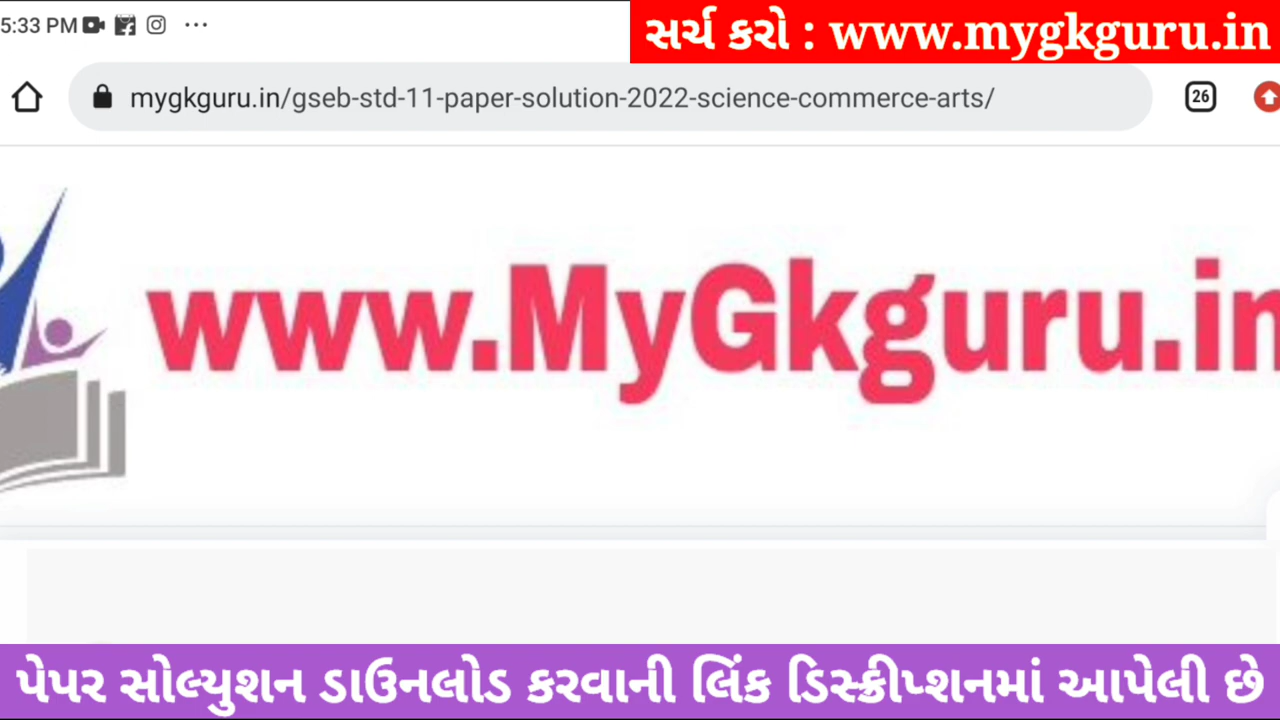 5:33 PM
સર્ચ કરો : www.mygkguru.in
mygkguru.in/gseb-std-11-paper-solution-2022-science-commerce-arts/
26
www.MyGkguru.in
પેપર સોલ્યુશન ડાઉનલોડ કરવાની લિંક ડિસ્ક્રીપ્શનમાં આપેલી છે